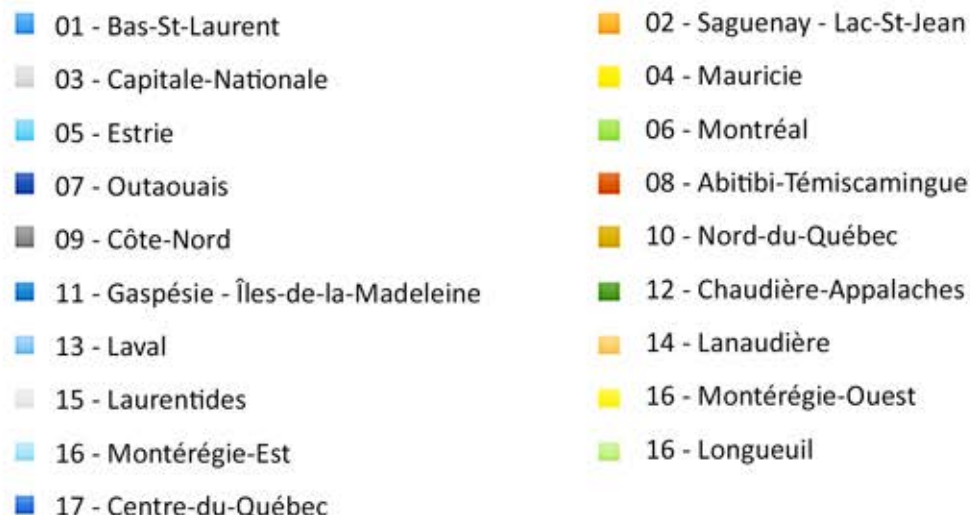 01 - Bas-St-Laurent
02 - Saguenay - Lac-St-Jean
03 - Capitale-Nationale
04 - Mauricie
05 - Estrie
06 - Montréal
07 - Outaouais
08 - Abitibi-Témiscamingue
09 - Côte-Nord
10 - Nord-du-Québec
11 - Gaspésie - Îles-de-la-Madeleine
12 - Chaudière-Appalaches
13 - Laval
14 - Lanaudière
15 - Laurentides
16 - Montérégie-Ouest
16 - Montérégie-Est
16 - Longueuil
17 - Centre-du-Québec